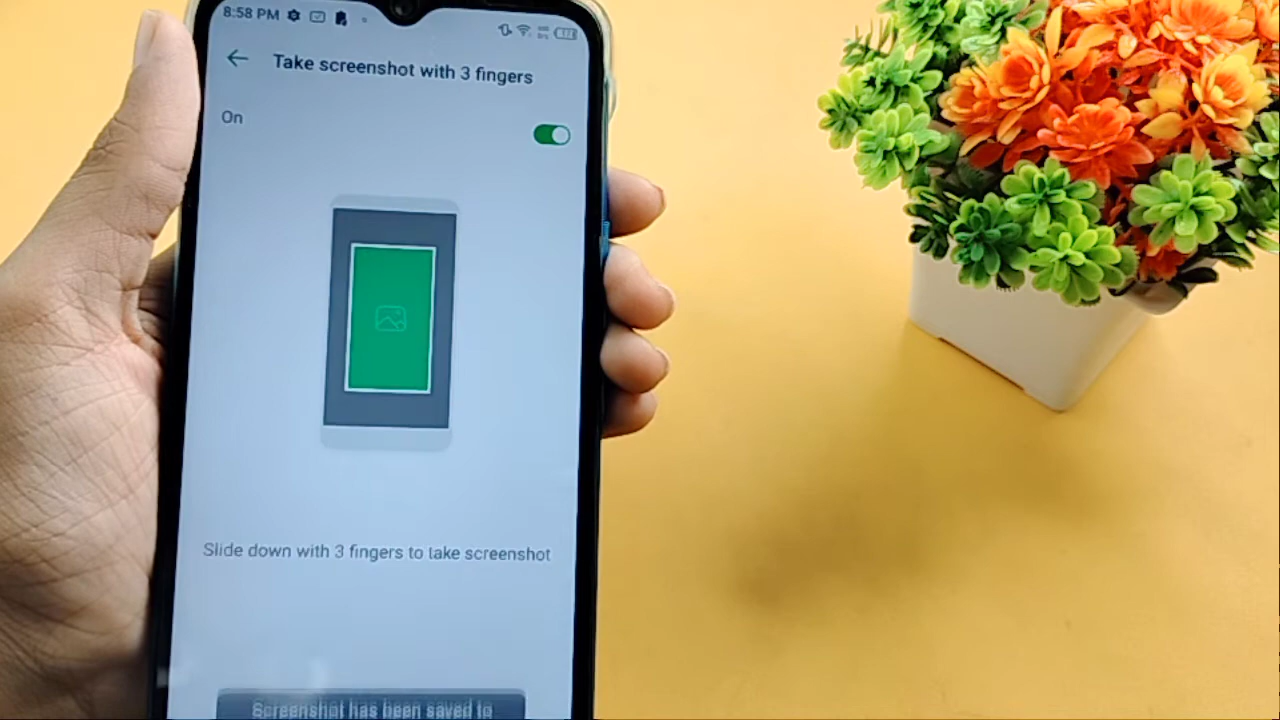 8:58 PM
Take screenshot with 3 fingers
On
Slide down with 3 fingers to take screenshot
Screenshot has been saved to